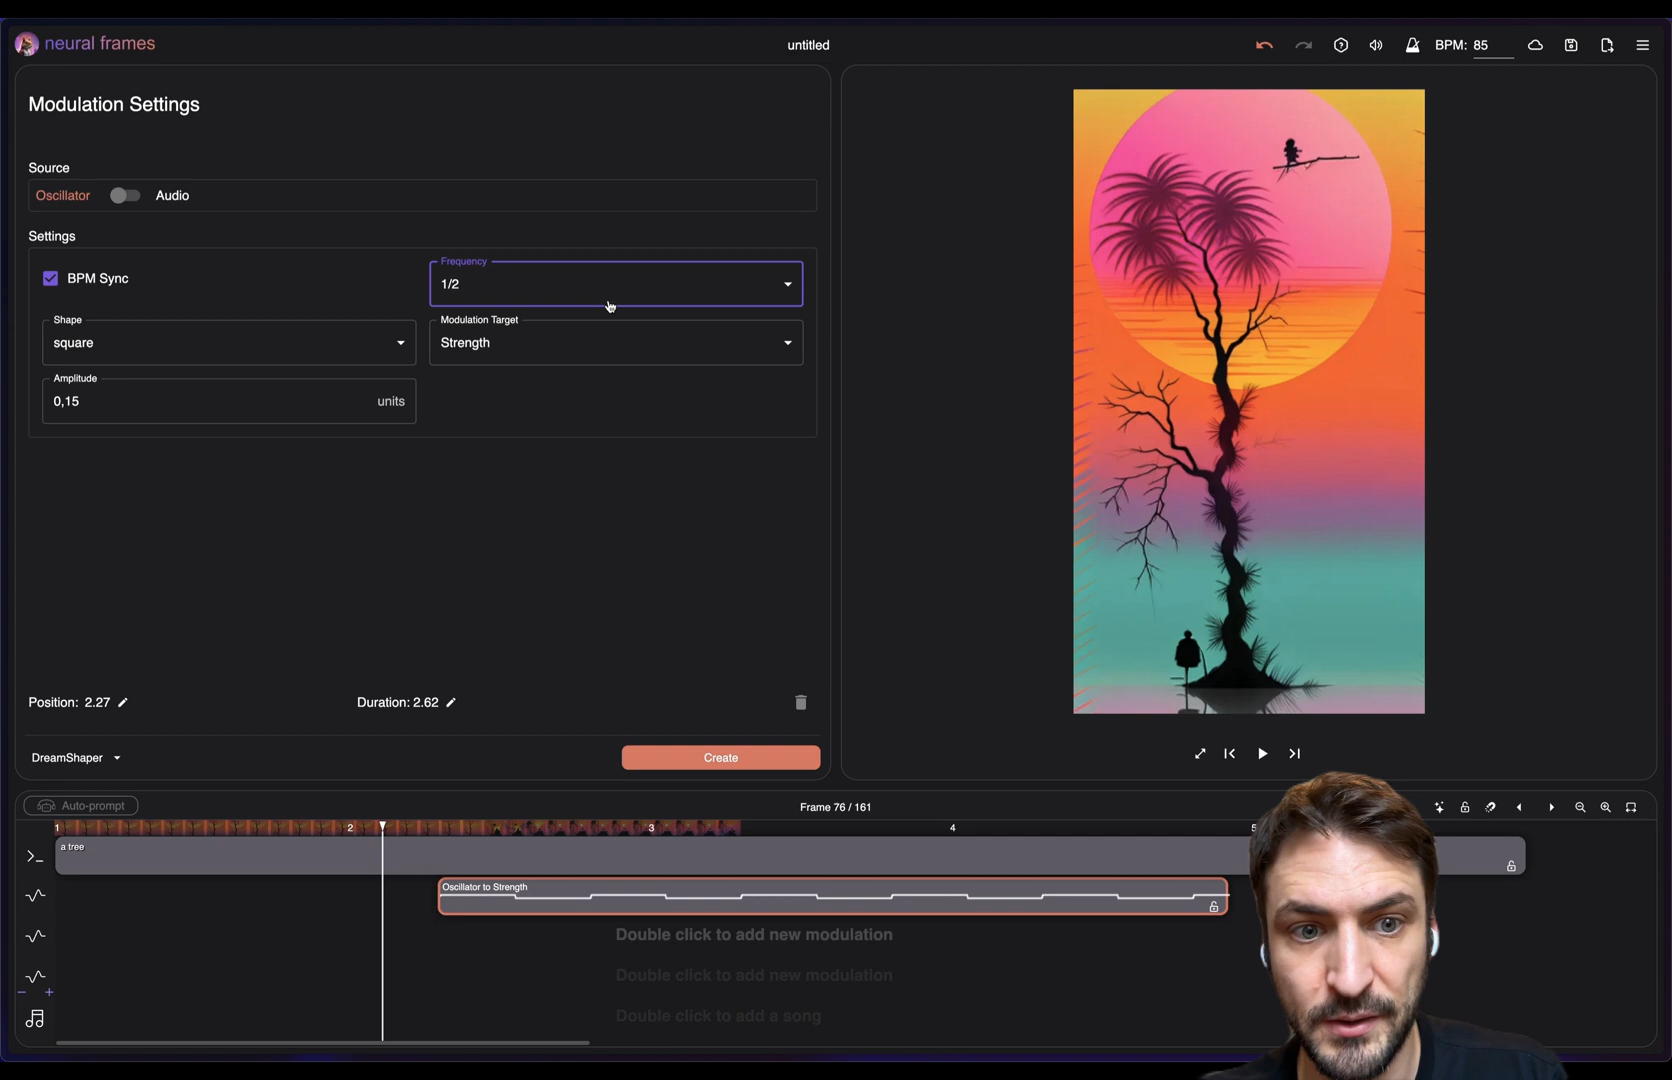 neural frames
untitled
BPM: 85
Modulation Settings
Source
Oscillator
Audio
Settings
BPM Sync
Frequency
1/2
Shape
square
Modulation Target
Strength
Amplitude
0,15
units
Position: 2.27
Duration: 2.62
DreamShaper
Create
Auto-prompt
Frame 76 / 161
1
2
3
4
5
a tree
Oscillator to Strength
Double click to add new modulation
Double click to add new modulation
Double click to add a song